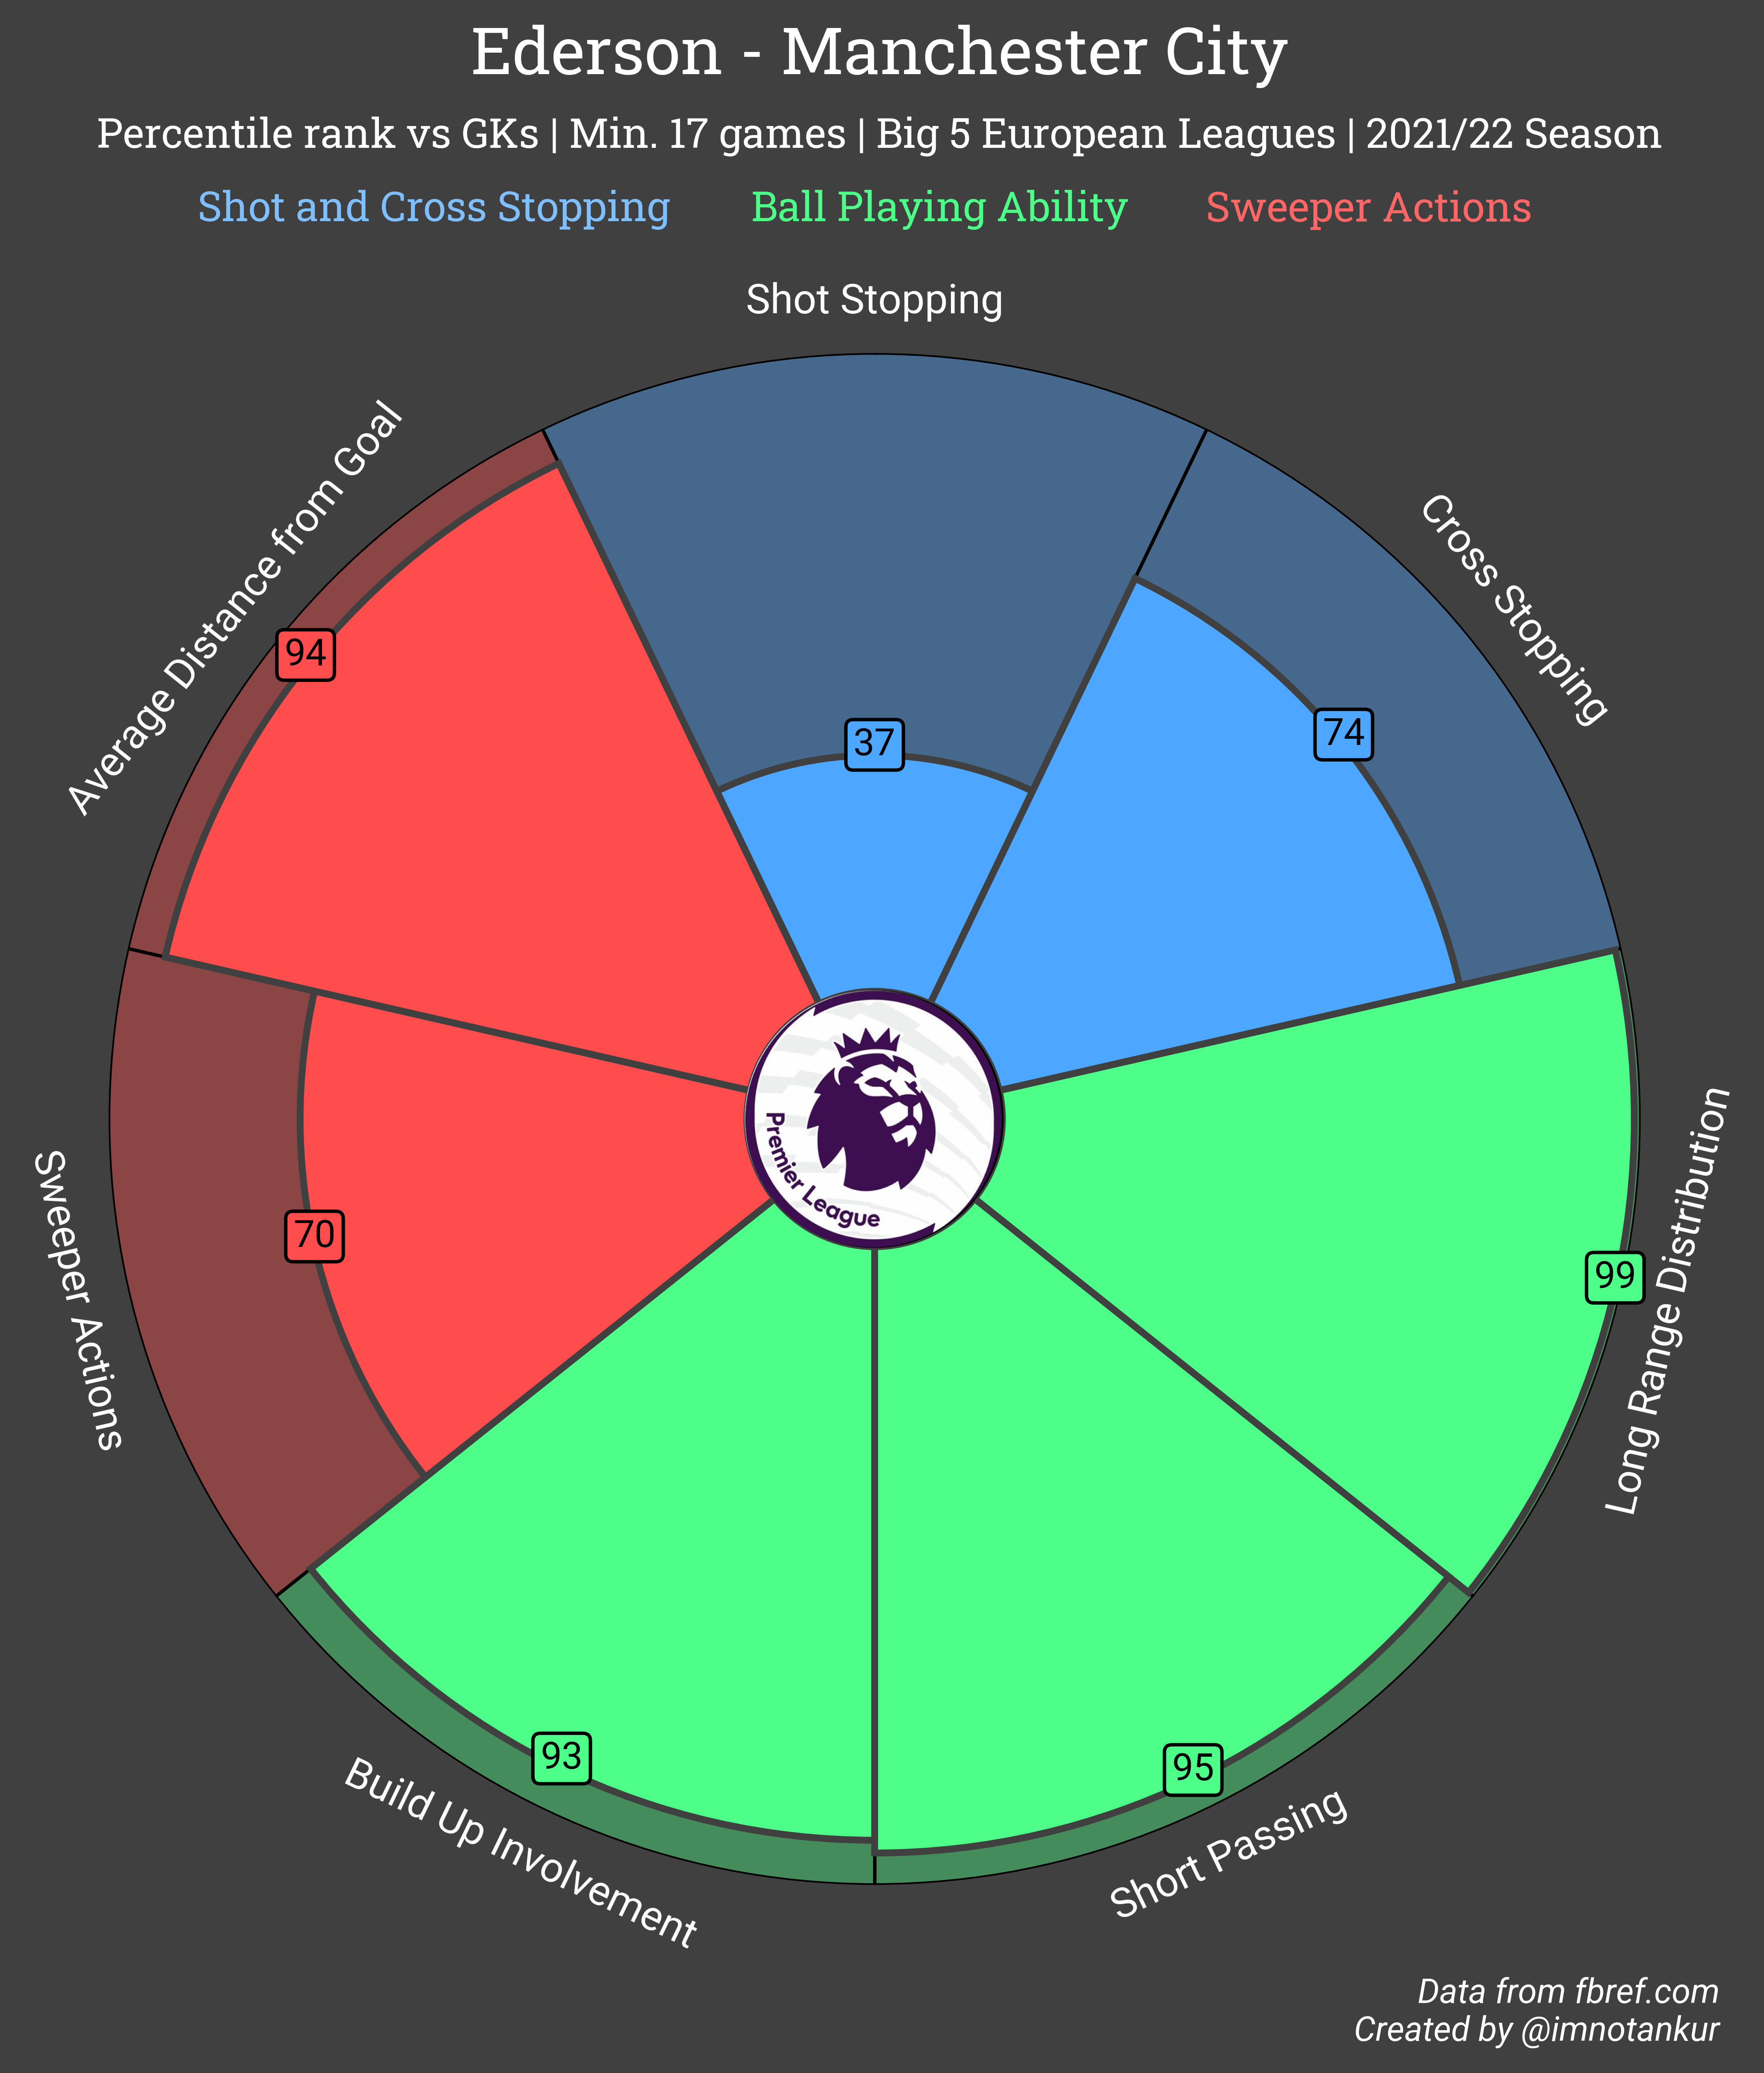 Ederson - Manchester City
Percentile rank vs GKs | Min. 17 games | Big 5 European Leagues | 2021/22 Season
Shot and Cross Stopping
Ball Playing Ability
Sweeper Actions
Shot Stopping
37
Cross Stopping
74
Long Range Distribution
99
Short Passing
95
Build Up Involvement
93
Sweeper Actions
70
Average Distance from Goal
94
Premier League
Data from fbref.com
Created by @imnotankur